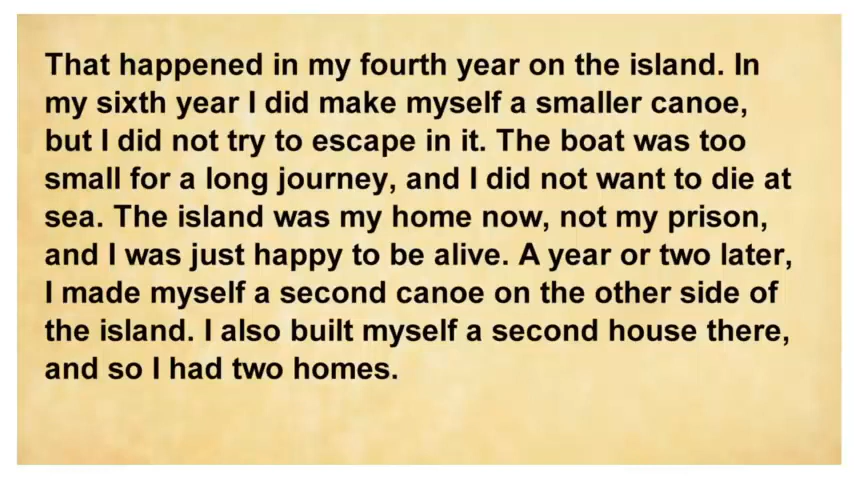 That happened in my fourth year on the island. In
my sixth year I did make myself a smaller canoe,
but I did not try to escape in it. The boat was too
small for a long journey, and I did not want to die at
sea. The island was my home now, not my prison,
and I was just happy to be alive. A year or two later,
I made myself a second canoe on the other side of
the island. I also built myself a second house there,
and so I had two homes.